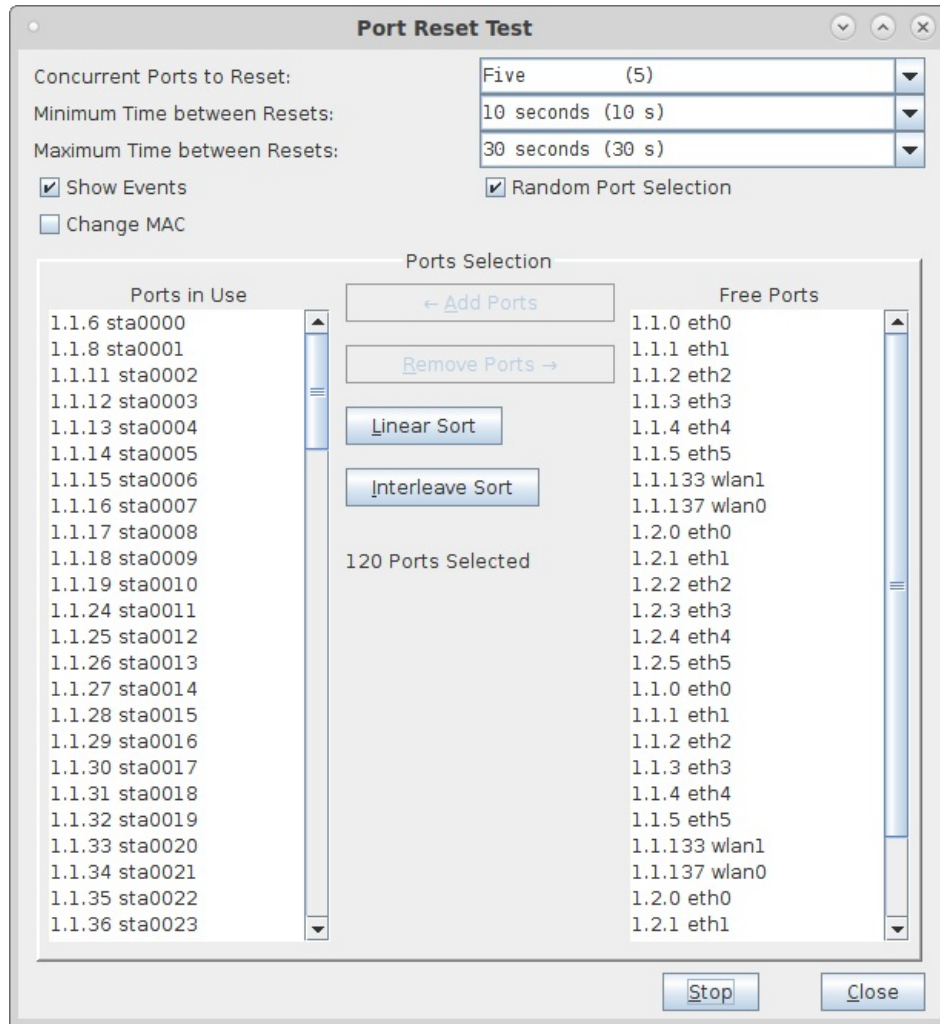 Port Reset Test
Concurrent Ports to Reset: Five (5)
Minimum Time between Resets: 10 seconds (10 s)
Maximum Time between Resets: 30 seconds (30 s)
Show Events Random Port Selection
Change MAC
Ports Selection
Ports in Use
1.1.6 sta0000
1.1.8 sta0001
1.1.11 sta0002
1.1.12 sta0003
1.1.13 sta0004
1.1.14 sta0005
1.1.15 sta0006
1.1.16 sta0007
1.1.17 sta0008
1.1.18 sta0009
1.1.19 sta0010
1.1.24 sta0011
1.1.25 sta0012
1.1.26 sta0013
1.1.27 sta0014
1.1.28 sta0015
1.1.29 sta0016
1.1.30 sta0017
1.1.31 sta0018
1.1.32 sta0019
1.1.33 sta0020
1.1.34 sta0021
1.1.35 sta0022
1.1.36 sta0023
← Add Ports
Remove Ports →
Linear Sort
Interleave Sort
120 Ports Selected
Free Ports
1.1.0 eth0
1.1.1 eth1
1.1.2 eth2
1.1.3 eth3
1.1.4 eth4
1.1.5 eth5
1.1.133 wlan1
1.1.137 wlan0
1.2.0 eth0
1.2.1 eth1
1.2.2 eth2
1.2.3 eth3
1.2.4 eth4
1.2.5 eth5
1.1.0 eth0
1.1.1 eth1
1.1.2 eth2
1.1.3 eth3
1.1.4 eth4
1.1.5 eth5
1.1.133 wlan1
1.1.137 wlan0
1.2.0 eth0
1.2.1 eth1
Stop Close